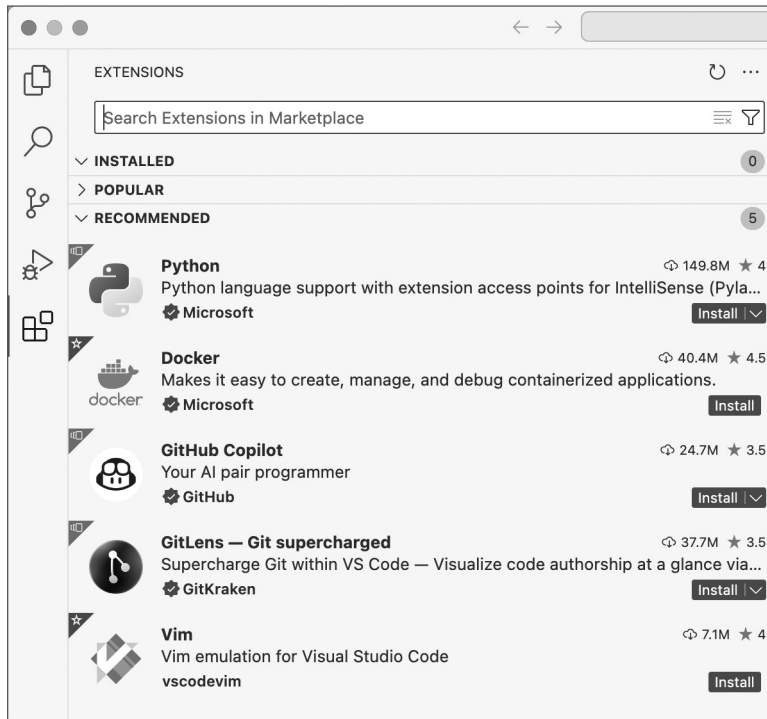 EXTENSIONS
Search Extensions in Marketplace
INSTALLED
0
POPULAR
RECOMMENDED
5
Python
149.8M ★ 4
Python language support with extension access points for IntelliSense (Pyla...
Microsoft
Install
Docker
40.4M ★ 4.5
Makes it easy to create, manage, and debug containerized applications.
docker
Microsoft
Install
GitHub Copilot
24.7M ★ 3.5
Your AI pair programmer
GitHub
Install
GitLens — Git supercharged
37.7M ★ 3.5
Supercharge Git within VS Code — Visualize code authorship at a glance via...
GitKraken
Install
Vim
7.1M ★ 4
Vim emulation for Visual Studio Code
vscodevim
Install